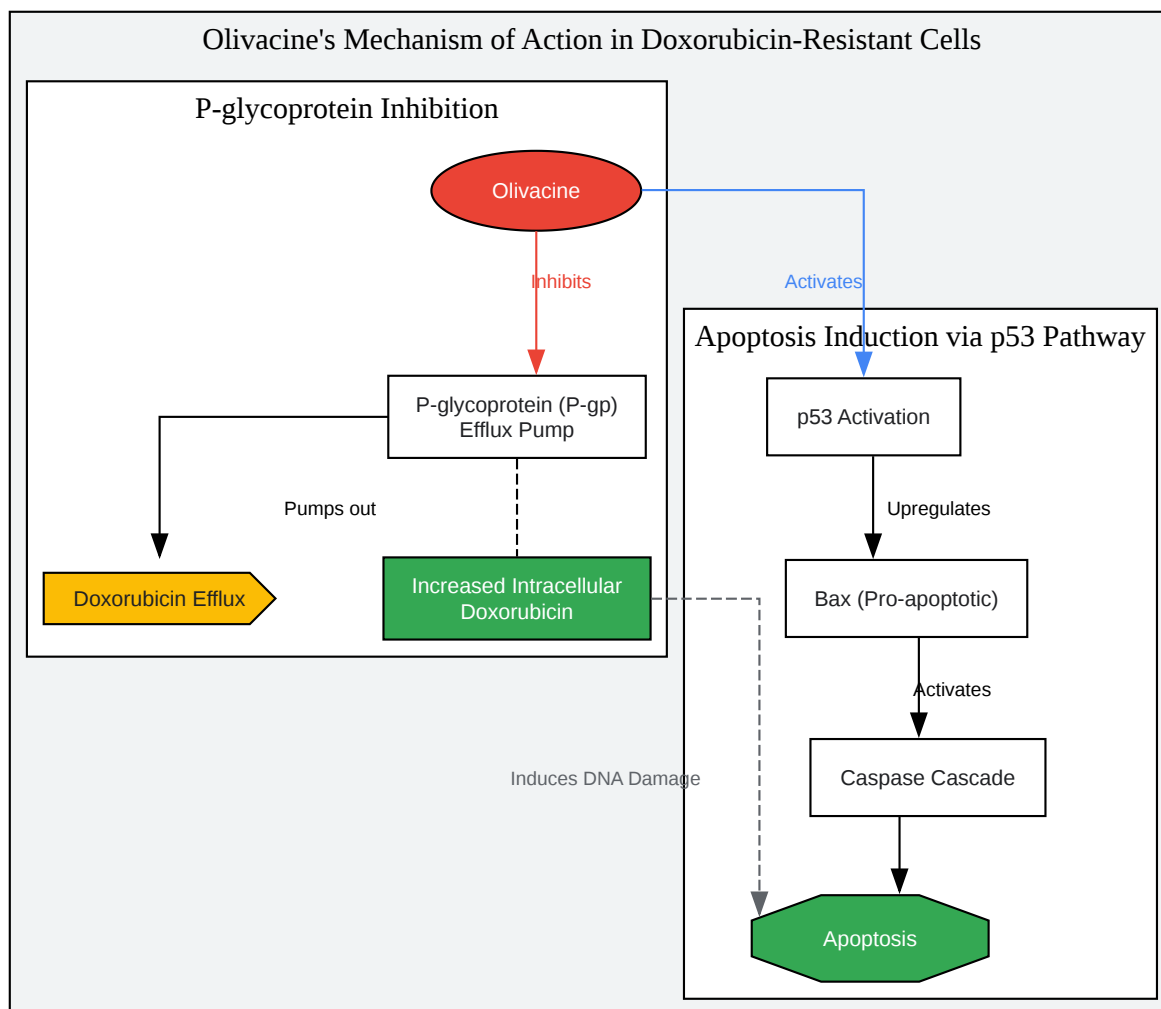 Olivacine's Mechanism of Action in Doxorubicin-Resistant Cells
P-glycoprotein Inhibition
Olivacine
Inhibits
Activates
Apoptosis Induction via p53 Pathway
P-glycoprotein (P-gp)
Efflux Pump
p53 Activation
Pumps out
Upregulates
Doxorubicin Efflux
Increased Intracellular
Doxorubicin
Bax (Pro-apoptotic)
Activates
Induces DNA Damage
Caspase Cascade
Apoptosis